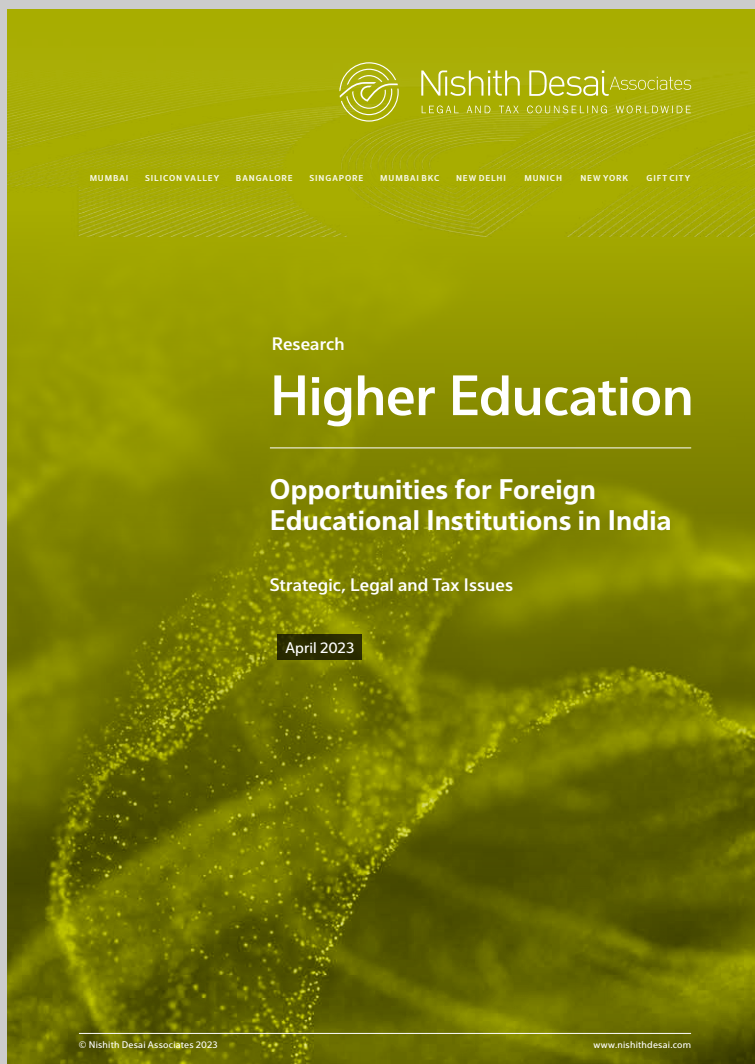 Nishith Desai Associates
LEGAL AND TAX COUNSELING WORLDWIDE
MUMBAI SILICON VALLEY BANGALORE SINGAPORE MUMBAI BKC NEW DELHI MUNICH NEW YORK GIFT CITY
Research
Higher Education
Opportunities for Foreign
Educational Institutions in India
Strategic, Legal and Tax Issues
April 2023
© Nishith Desai Associates 2023 www.nishithdesai.com